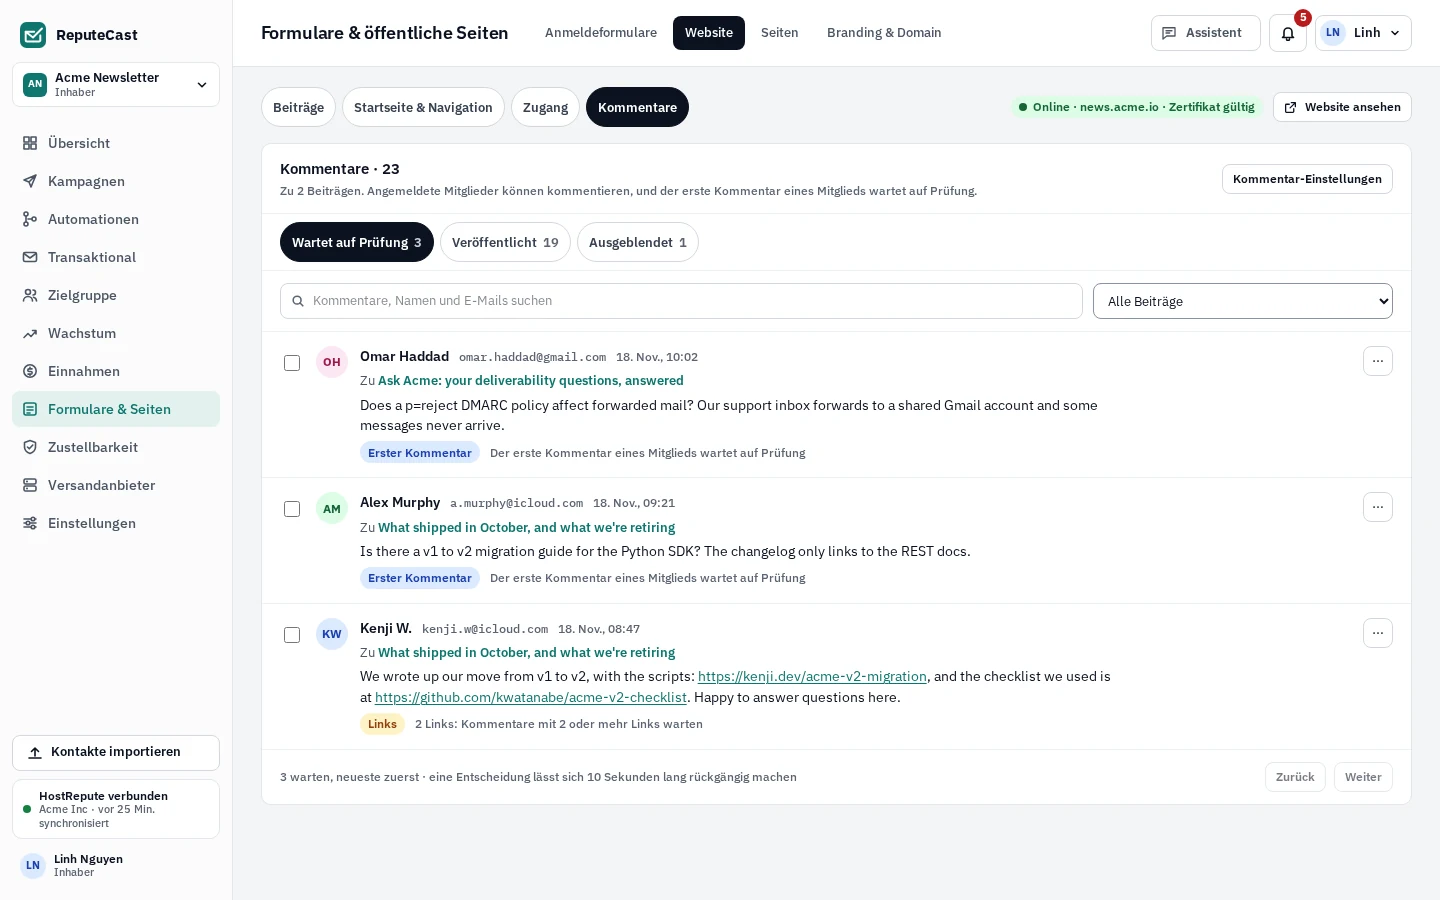 ReputeCast
AN
Acme Newsletter
Inhaber
Übersicht
Kampagnen
Automationen
Transaktional
Zielgruppe
Wachstum
Einnahmen
Formulare & Seiten
Zustellbarkeit
Versandanbieter
Einstellungen
Kontakte importieren
HostRepute verbunden
Acme Inc · vor 25 Min.
synchronisiert
LN
Linh Nguyen
Inhaber
Formulare & öffentliche Seiten
Anmeldeformulare
Website
Seiten
Branding & Domain
Assistent
5
LN
Linh
Beiträge
Startseite & Navigation
Zugang
Kommentare
Online · news.acme.io · Zertifikat gültig
Website ansehen
Kommentare · 23
Zu 2 Beiträgen. Angemeldete Mitglieder können kommentieren, und der erste Kommentar eines Mitglieds wartet auf Prüfung.
Kommentar-Einstellungen
Wartet auf Prüfung 3
Veröffentlicht 19
Ausgeblendet 1
Kommentare, Namen und E-Mails suchen
Alle Beiträge
OH
Omar Haddad omar.haddad@gmail.com 18. Nov., 10:02
Zu Ask Acme: your deliverability questions, answered
Does a p=reject DMARC policy affect forwarded mail? Our support inbox forwards to a shared Gmail account and some
messages never arrive.
Erster Kommentar Der erste Kommentar eines Mitglieds wartet auf Prüfung
AM
Alex Murphy a.murphy@icloud.com 18. Nov., 09:21
Zu What shipped in October, and what we're retiring
Is there a v1 to v2 migration guide for the Python SDK? The changelog only links to the REST docs.
Erster Kommentar Der erste Kommentar eines Mitglieds wartet auf Prüfung
KW
Kenji W. kenji.w@icloud.com 18. Nov., 08:47
Zu What shipped in October, and what we're retiring
We wrote up our move from v1 to v2, with the scripts: https://kenji.dev/acme-v2-migration, and the checklist we used is
at https://github.com/kwatanabe/acme-v2-checklist. Happy to answer questions here.
Links 2 Links: Kommentare mit 2 oder mehr Links warten
3 warten, neueste zuerst · eine Entscheidung lässt sich 10 Sekunden lang rückgängig machen
Zurück
Weiter